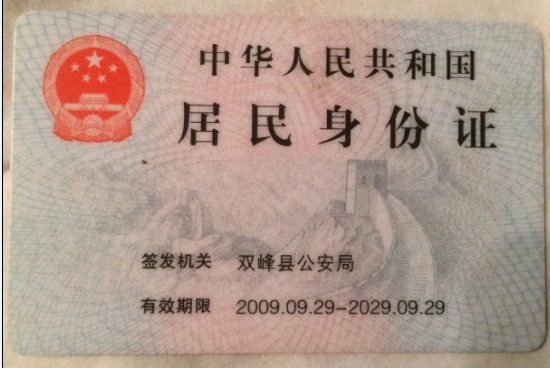 中华人民共和国
居民身份证
签发机关 双峰县公安局
有效期限 2009.09.29-2029.09.29